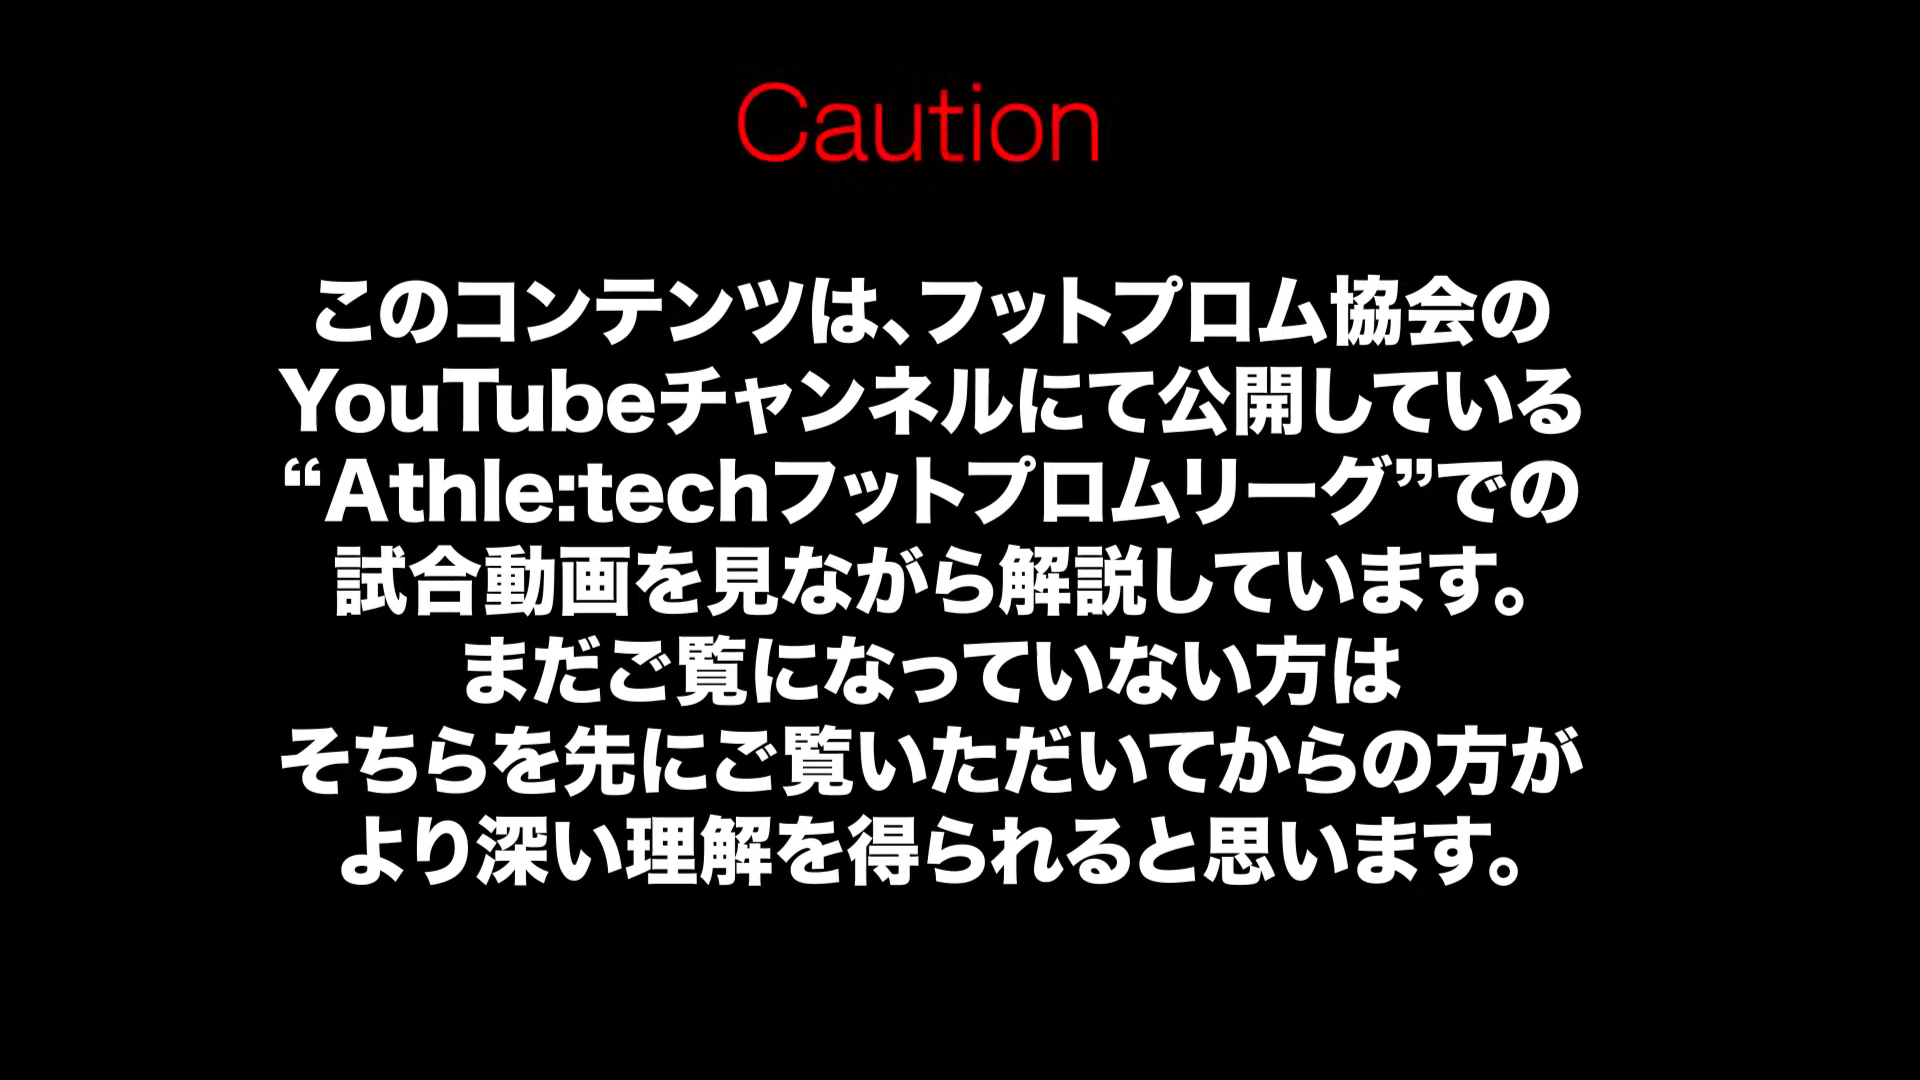 Caution
このコンテンツは、フットプロム協会の
YouTubeチャンネルにて公開している
“Athle:techフットプロムリーグ”での
試合動画を見ながら解説しています。
まだご覧になっていない方は
そちらを先にご覧いただいてからの方が
より深い理解を得られると思います。